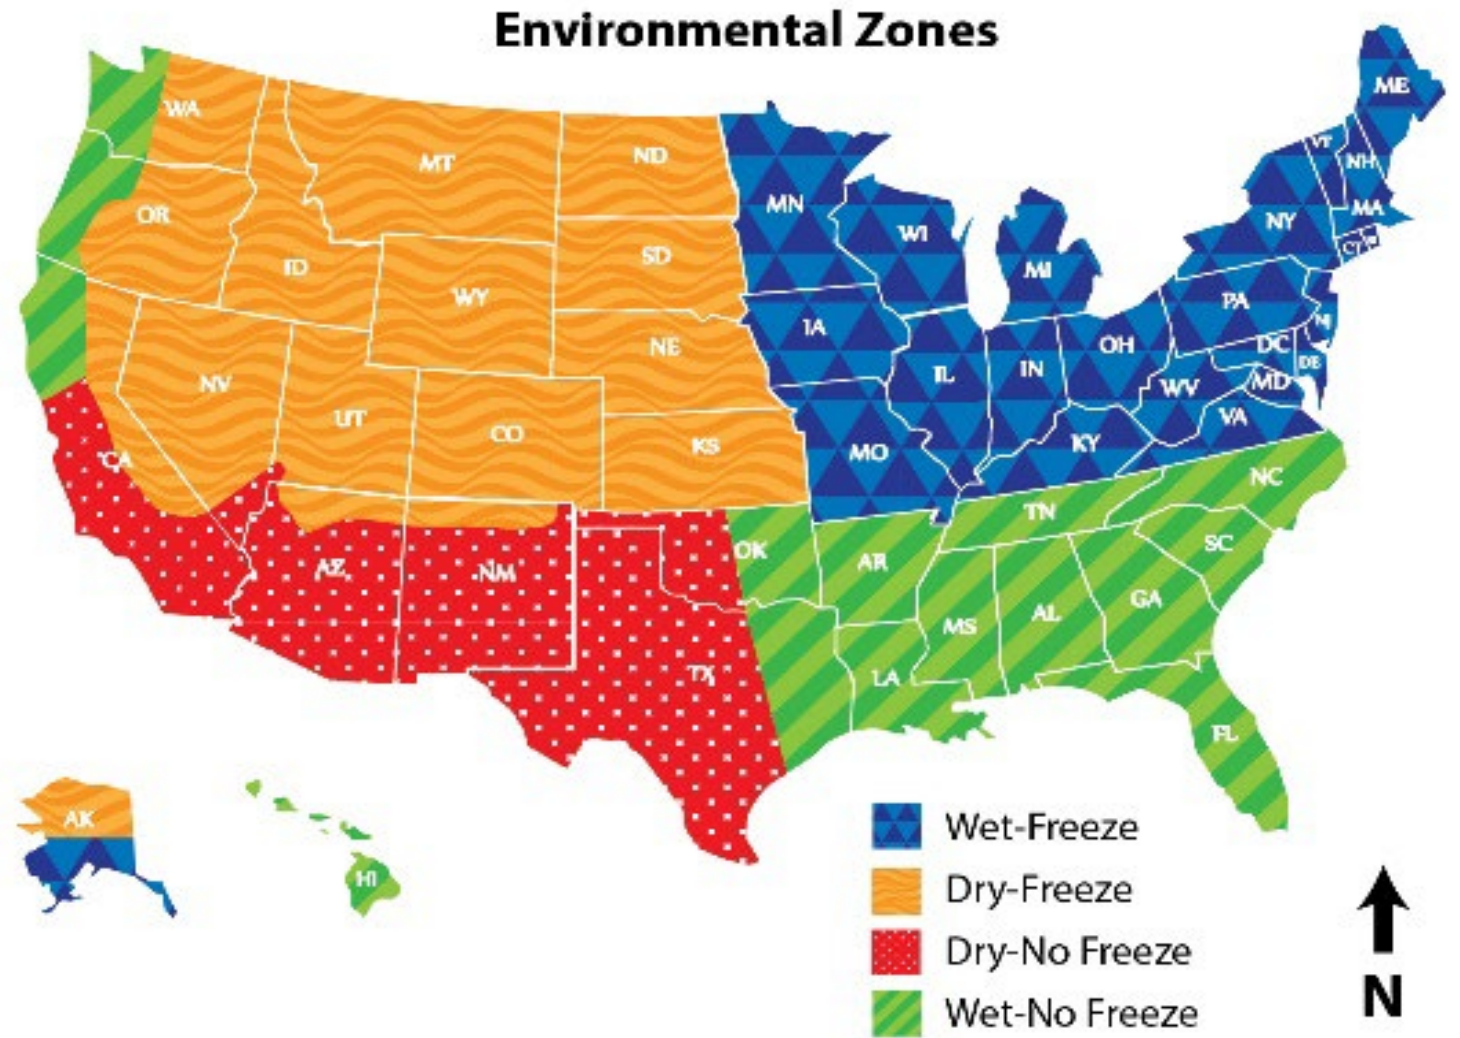 Environmental Zones
WA
MT
ND
MN
ME
VT
NH
OR
ID
WY
SD
WI
MI
NY
MA
CT
NV
UT
CO
NE
IA
IL
IN
OH
PA
NJ
DC
DE
MD
WV
VA
CA
KS
MO
KY
NC
TN
AZ
NM
OK
AR
SC
MS
AL
GA
TX
LA
FL
AK
HI
Wet-Freeze
Dry-Freeze
Dry-No Freeze
Wet-No Freeze
N